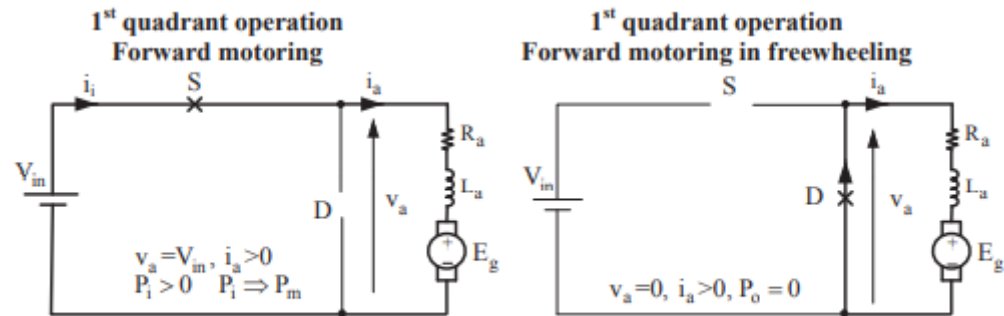 1st quadrant operation
Forward motoring
ii
S
ia
Ra
Vin
La
D
va
Eg
va =Vin, ia>0
Pi > 0 Pi ⇒ Pm
1st quadrant operation
Forward motoring in freewheeling
S
ia
Ra
Vin
La
D
va
Eg
va=0, ia>0, Po = 0